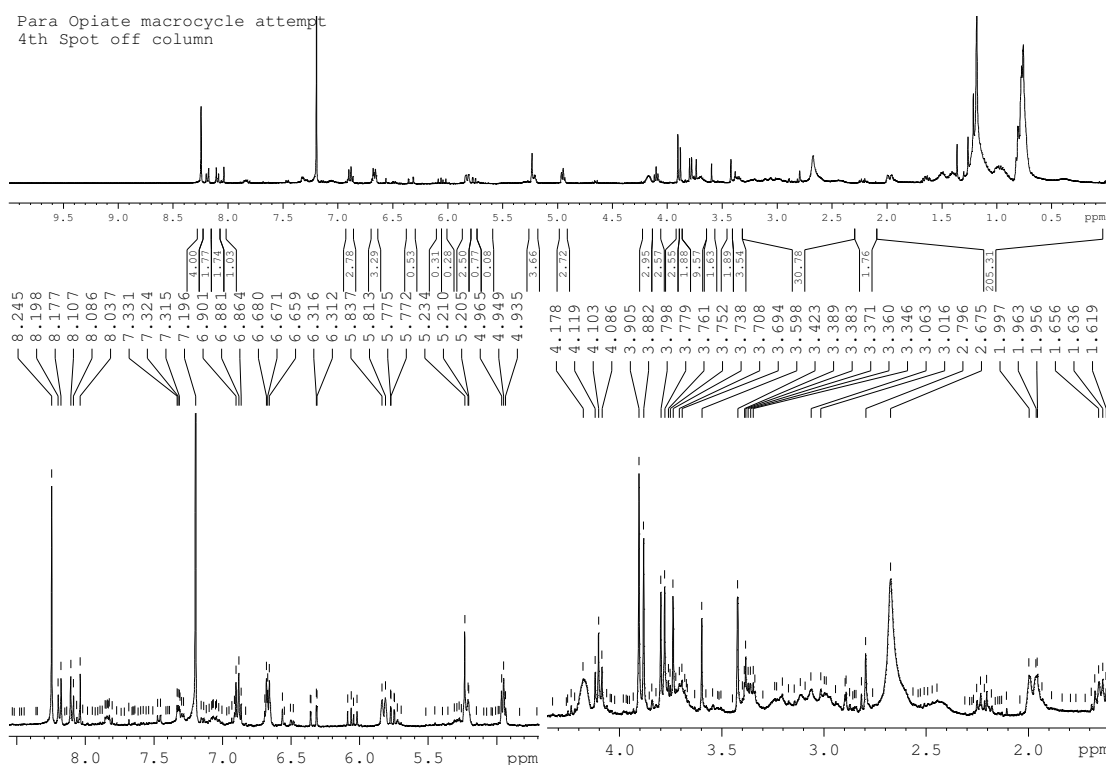 Para Opiate macrocycle attempt
4th Spot off column
9.5 9.0 8.5 8.0 7.5 7.0 6.5 6.0 5.5 5.0 4.5 4.0 3.5 3.0 2.5 2.0 1.5 1.0 0.5 ppm
4.00 1.77 1.74 1.03 2.78 3.29 0.53 0.31 0.28 2.50 0.77 0.08 3.66 2.72 2.95 2.57 2.55 1.88 9.57 1.63 1.89 3.54 30.78 1.76 205.31
8.245 8.198 8.177 8.107 8.086 8.037 7.331 7.324 7.315 7.196 6.901 6.881 6.864 6.680 6.671 6.659 6.316 6.312 5.837 5.813 5.775 5.772 5.234 5.210 5.205 4.965 4.949 4.935
4.178 4.119 4.103 4.086 3.905 3.882 3.798 3.779 3.761 3.752 3.738 3.708 3.694 3.598 3.423 3.389 3.383 3.371 3.360 3.346 3.063 3.016 2.796 2.675 1.997 1.963 1.956 1.656 1.636 1.619
8.0 7.5 7.0 6.5 6.0 5.5 ppm
4.0 3.5 3.0 2.5 2.0 ppm